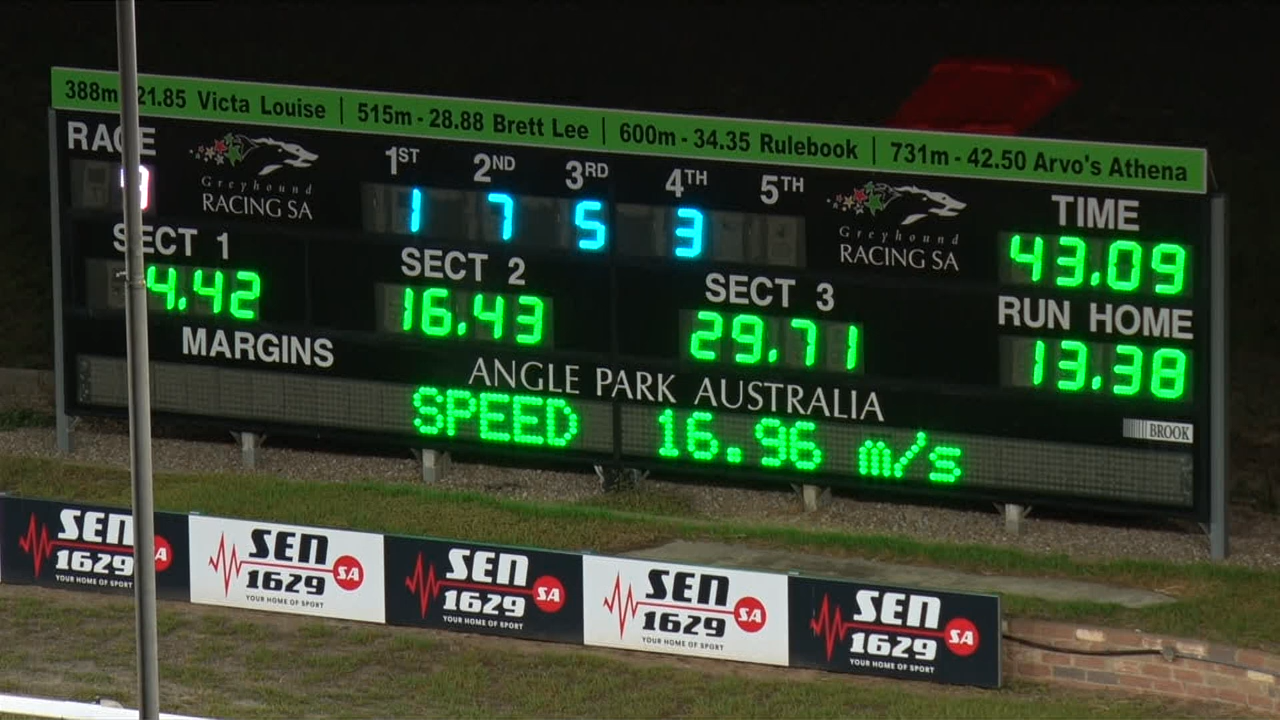 388m 21.85 Victa Louise | 515m - 28.88 Brett Lee | 600m - 34.35 Rulebook | 731m - 42.50 Arvo's Athena
RACE
Greyhound
RACING SA
1ST 2ND 3RD 4TH 5TH
1 7 5 3
Greyhound
RACING SA
TIME
43.09
SECT 1
4.42
SECT 2
16.43
SECT 3
29.71
RUN HOME
13.38
MARGINS
ANGLE PARK AUSTRALIA
SPEED 16.96 m/s
BROOK
SEN
1629 SA
YOUR HOME OF SPORT
SEN
1629 SA
YOUR HOME OF SPORT
SEN
1629 SA
YOUR HOME OF SPORT
SEN
1629 SA
YOUR HOME OF SPORT
SEN
1629 SA
YOUR HOME OF SPORT